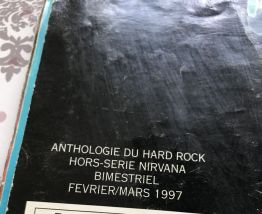 ANTHOLOGIE DU HARD ROCK
HORS-SERIE NIRVANA
BIMESTRIEL
FEVRIER/MARS 1997